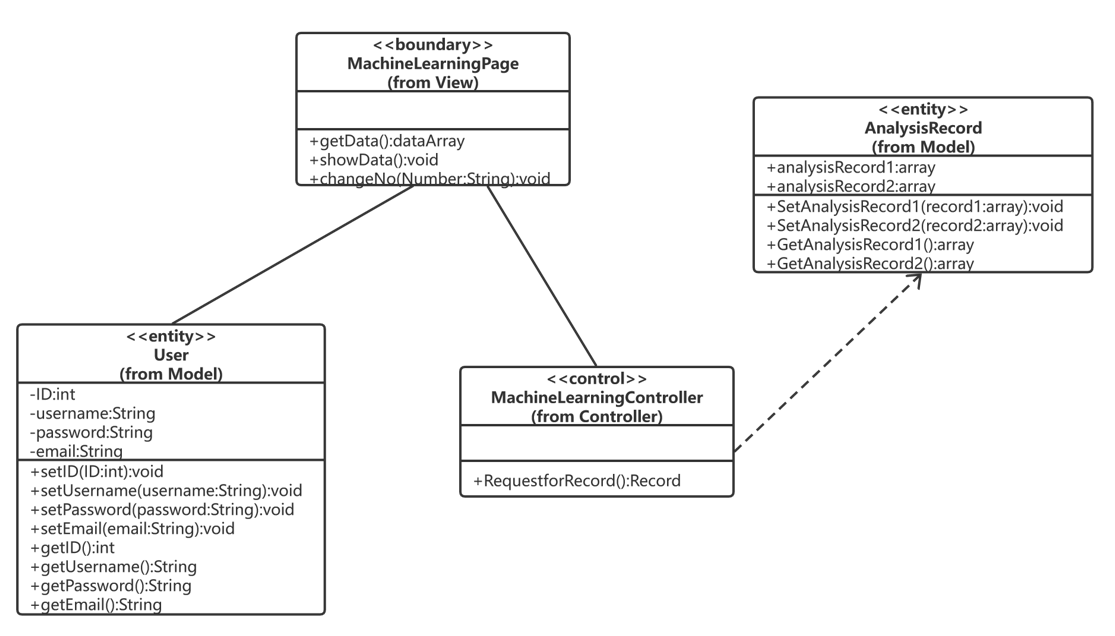 <<boundary>>
MachineLearningPage
(from View)
+getData():dataArray
+showData():void
+changeNo(Number:String):void
<<entity>>
AnalysisRecord
(from Model)
+analysisRecord1:array
+analysisRecord2:array
+SetAnalysisRecord1(record1:array):void
+SetAnalysisRecord2(record2:array):void
+GetAnalysisRecord1():array
+GetAnalysisRecord2():array
<<entity>>
User
(from Model)
-ID:int
-username:String
-password:String
-email:String
+setID(ID:int):void
+setUsername(username:String):void
+setPassword(password:String):void
+setEmail(email:String):void
+getID():int
+getUsername():String
+getPassword():String
+getEmail():String
<<control>>
MachineLearningController
(from Controller)
+RequestforRecord():Record